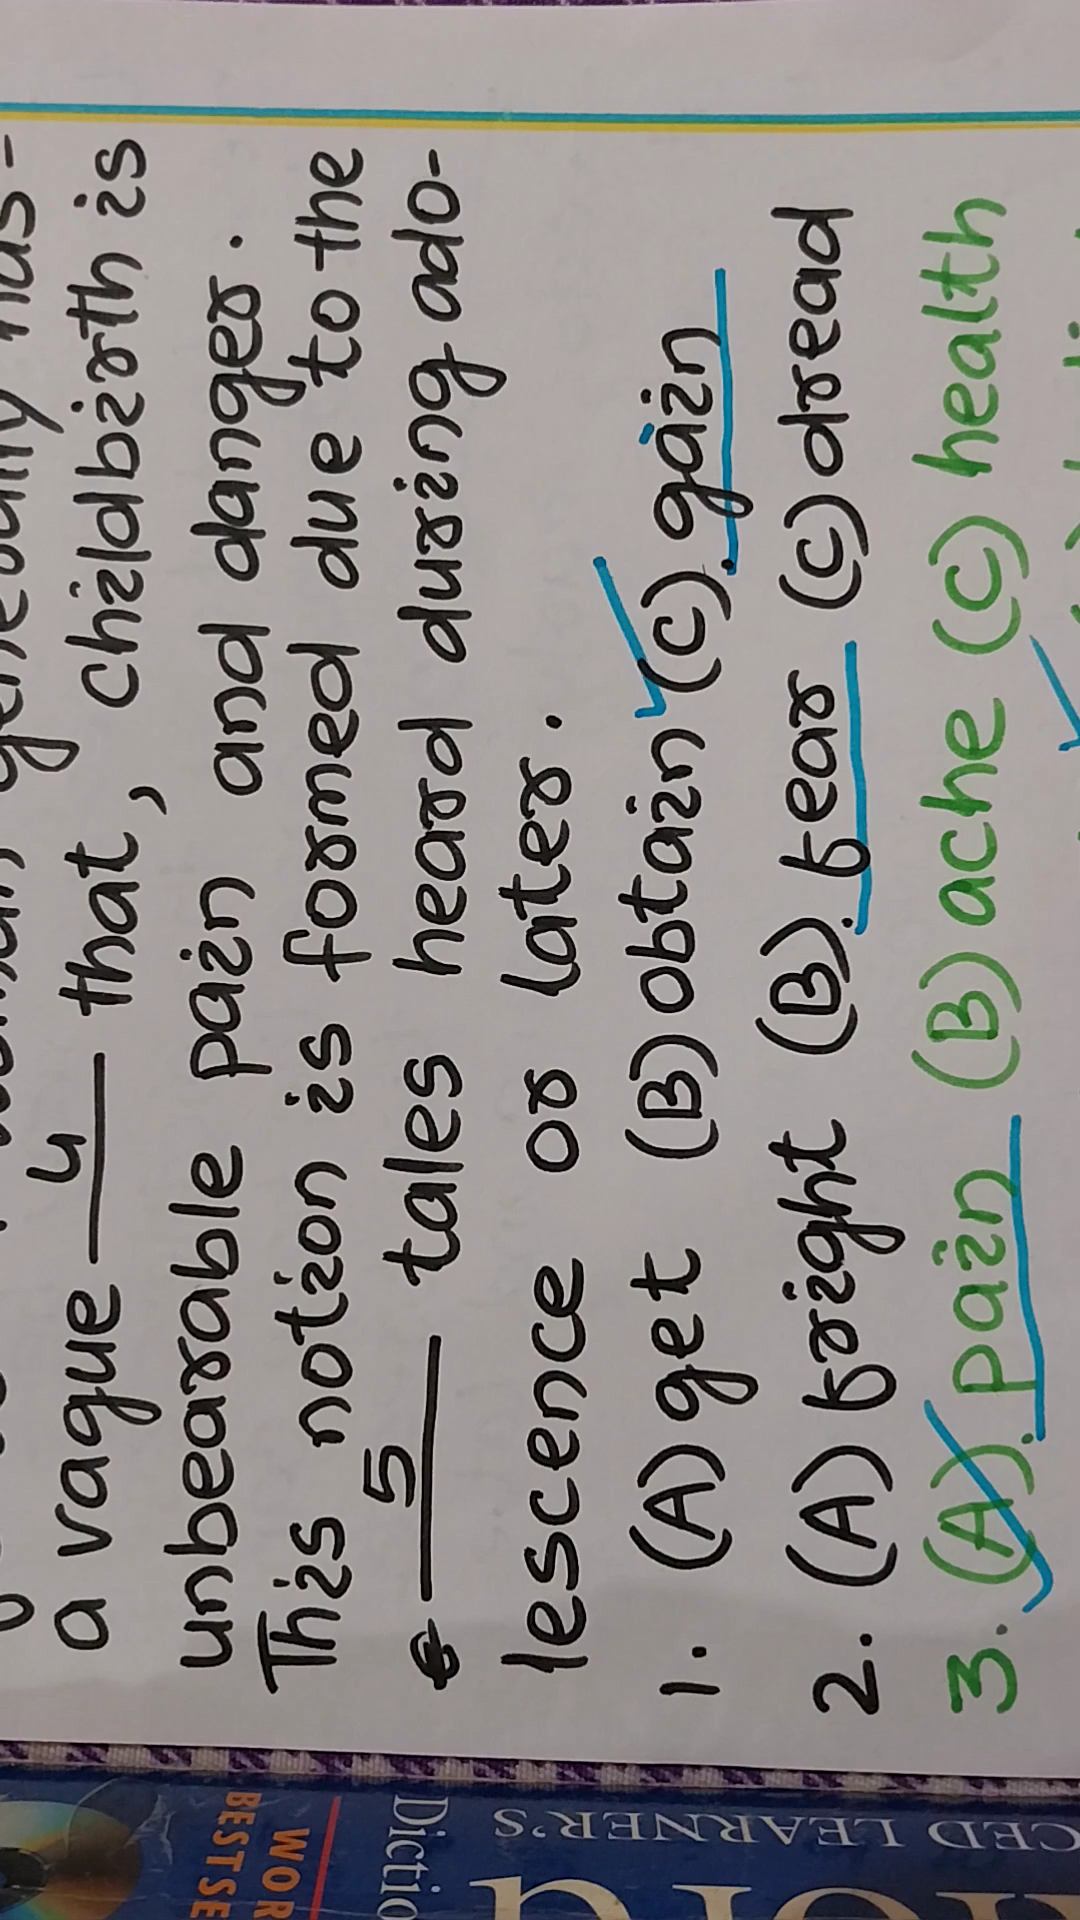 a vague 4 that, childbirth is
unbearable pain and danger.
This notion is formed due to the
5 tales heard during ado-
lescence or later.
1. (A) get (B) obtain (C) gain
2. (A) fright (B) fear (C) dread
3. (A) pain (B) ache (C) health
BESTSE
WOR
Dictio
CED LEARNER'S